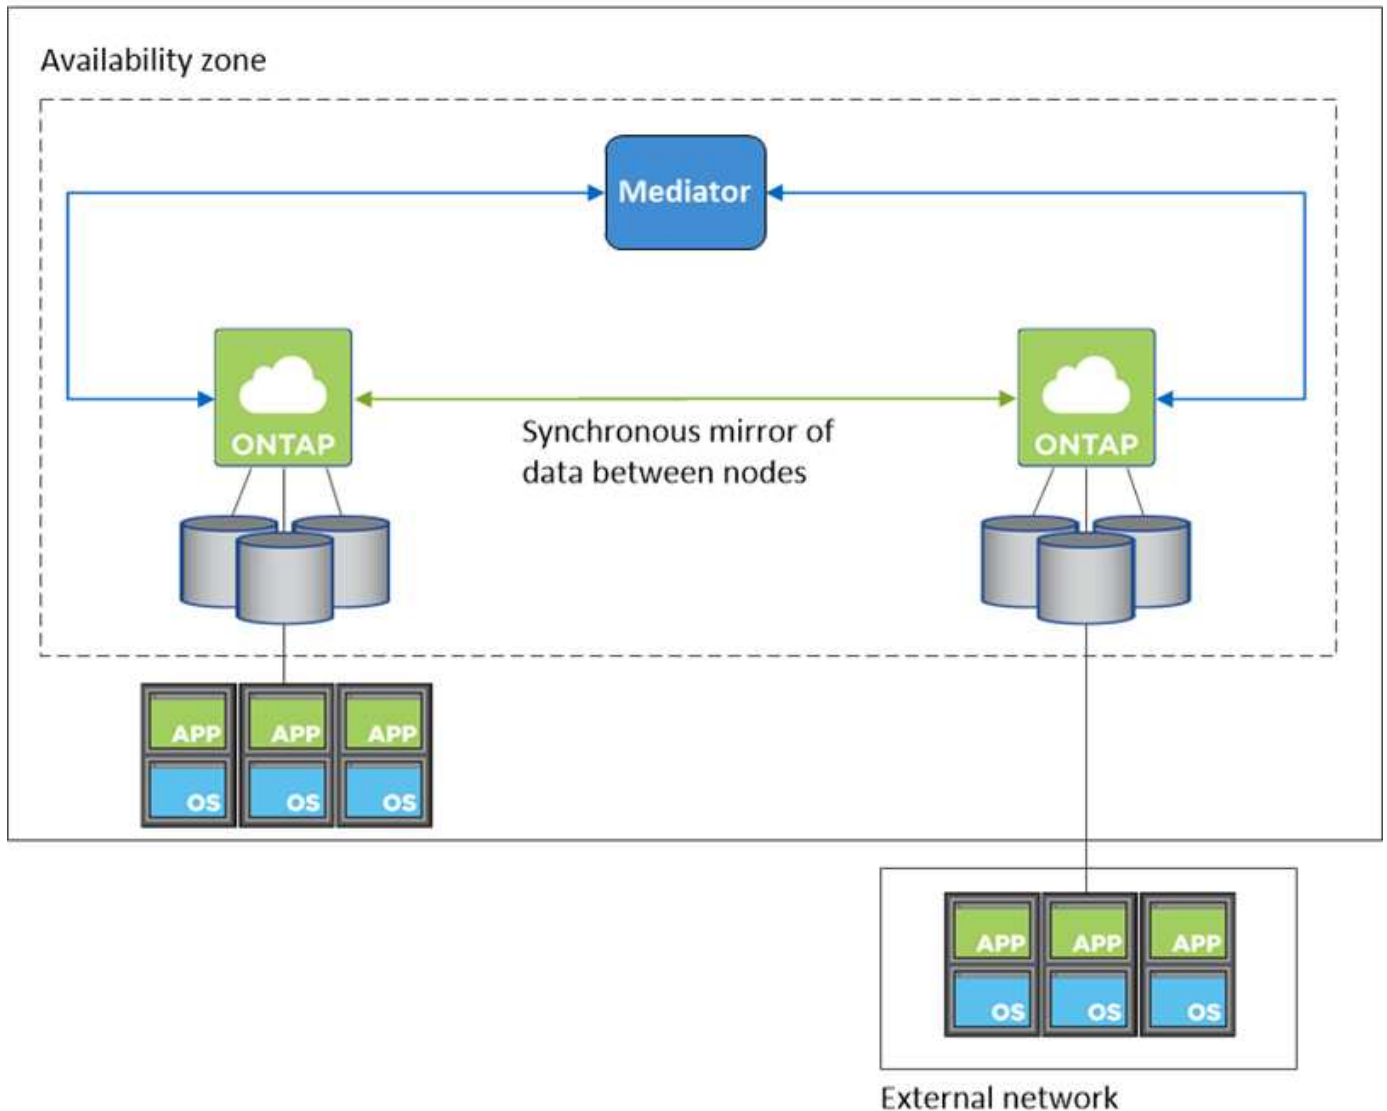 Availability zone
Mediator
ONTAP
ONTAP
Synchronous mirror of
data between nodes
APP
APP
APP
OS
OS
OS
APP
APP
APP
OS
OS
OS
External network